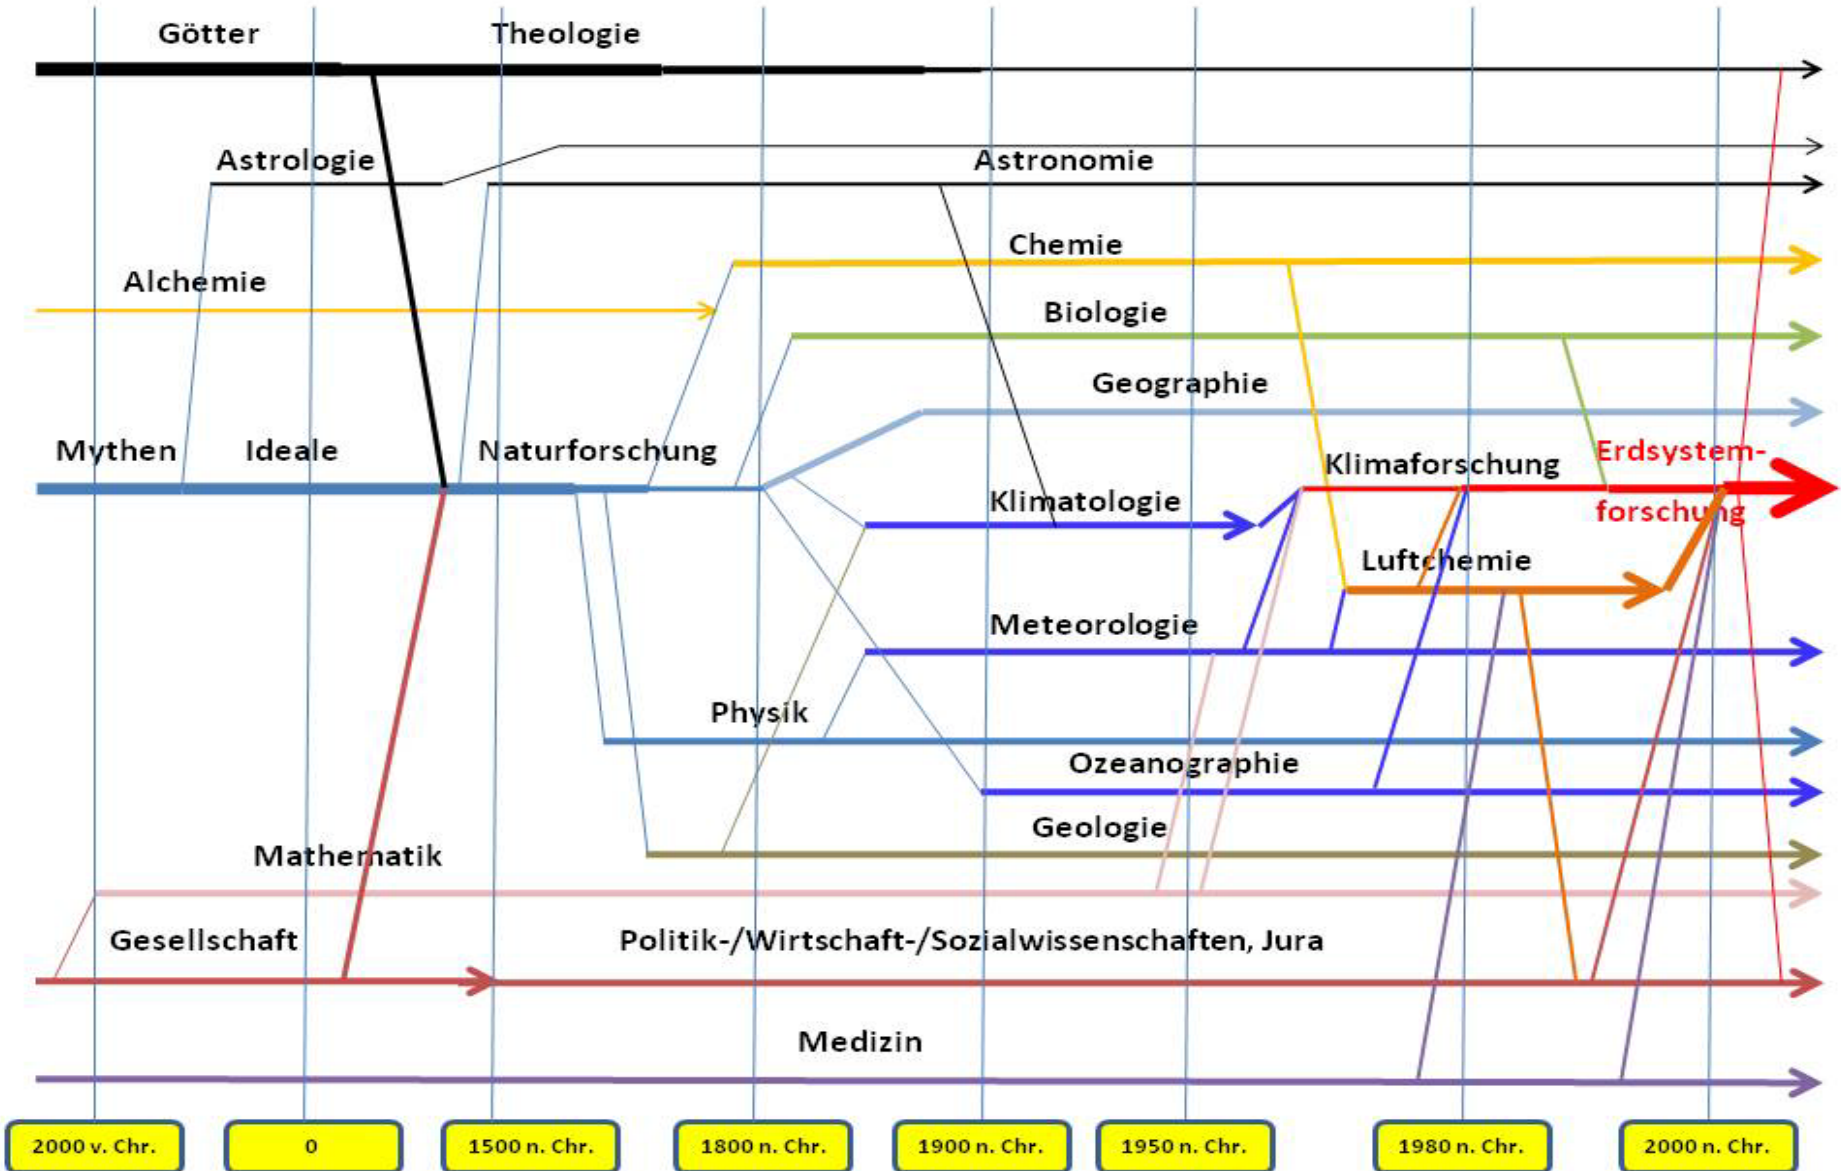 Götter
Theologie
Astrologie
Astronomie
Chemie
Alchemie
Biologie
Geographie
Mythen
Ideale
Naturforschung
Klimaforschung
Erdsystem-
forschung
Klimatologie
Luftchemie
Meteorologie
Physik
Ozeanographie
Geologie
Mathematik
Gesellschaft
Politik-/Wirtschaft-/Sozialwissenschaften, Jura
Medizin
2000 v. Chr.
0
1500 n. Chr.
1800 n. Chr.
1900 n. Chr.
1950 n. Chr.
1980 n. Chr.
2000 n. Chr.